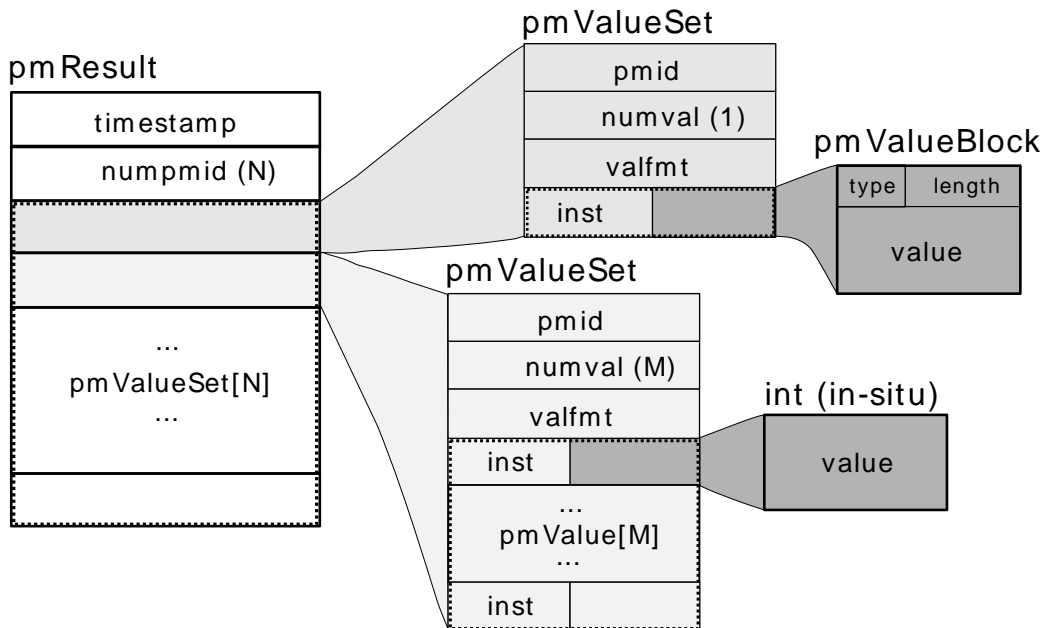 pmResult
timestamp
numpmid (N)
...
pmValueSet[N]
...
pmValueSet
pmid
numval (1)
valfmt
inst
pmValueBlock
type length
value
pmValueSet
pmid
numval (M)
valfmt
inst
...
pmValue[M]
...
inst
int (in-situ)
value